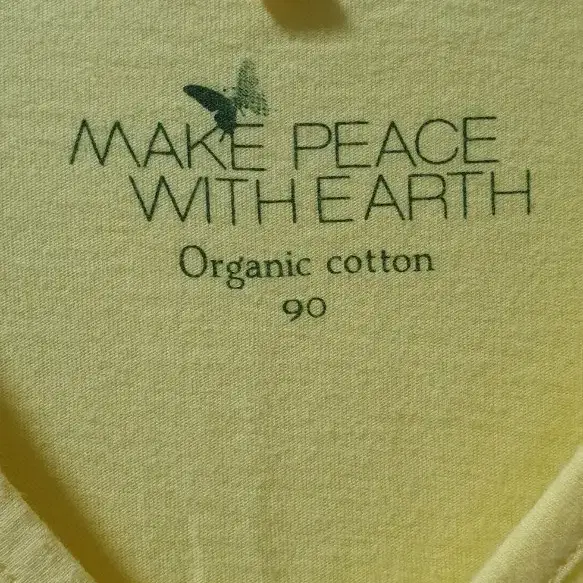 MAKE PEACE
WITH EARTH
Organic cotton
90